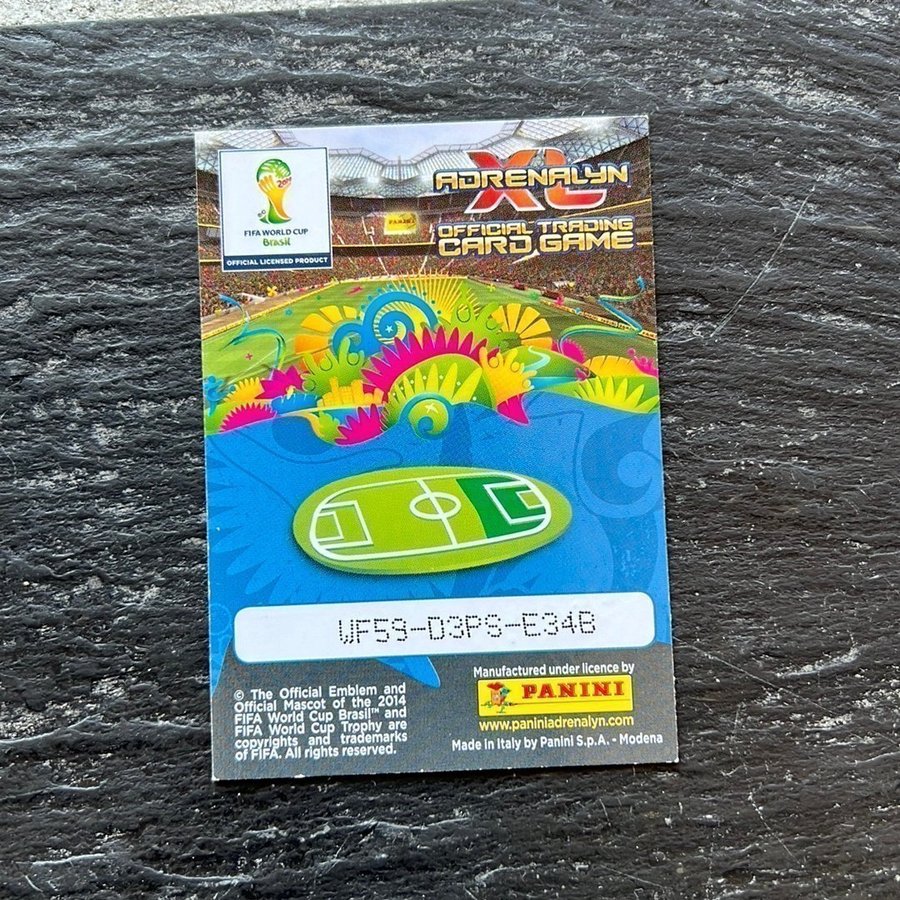 FIFA WORLD CUP
Brasil
OFFICIAL LICENSED PRODUCT
ADRENALYN XL
OFFICIAL TRADING
CARD GAME
PANINI
WF59-D3PS-E34B
© The Official Emblem and
Official Mascot of the 2014
FIFA World Cup Brasil™ and
FIFA World Cup Trophy are
copyrights and trademarks
of FIFA. All rights reserved.
Manufactured under licence by
PANINI
www.paniniadrenalyn.com
Made in Italy by Panini S.p.A. - Modena